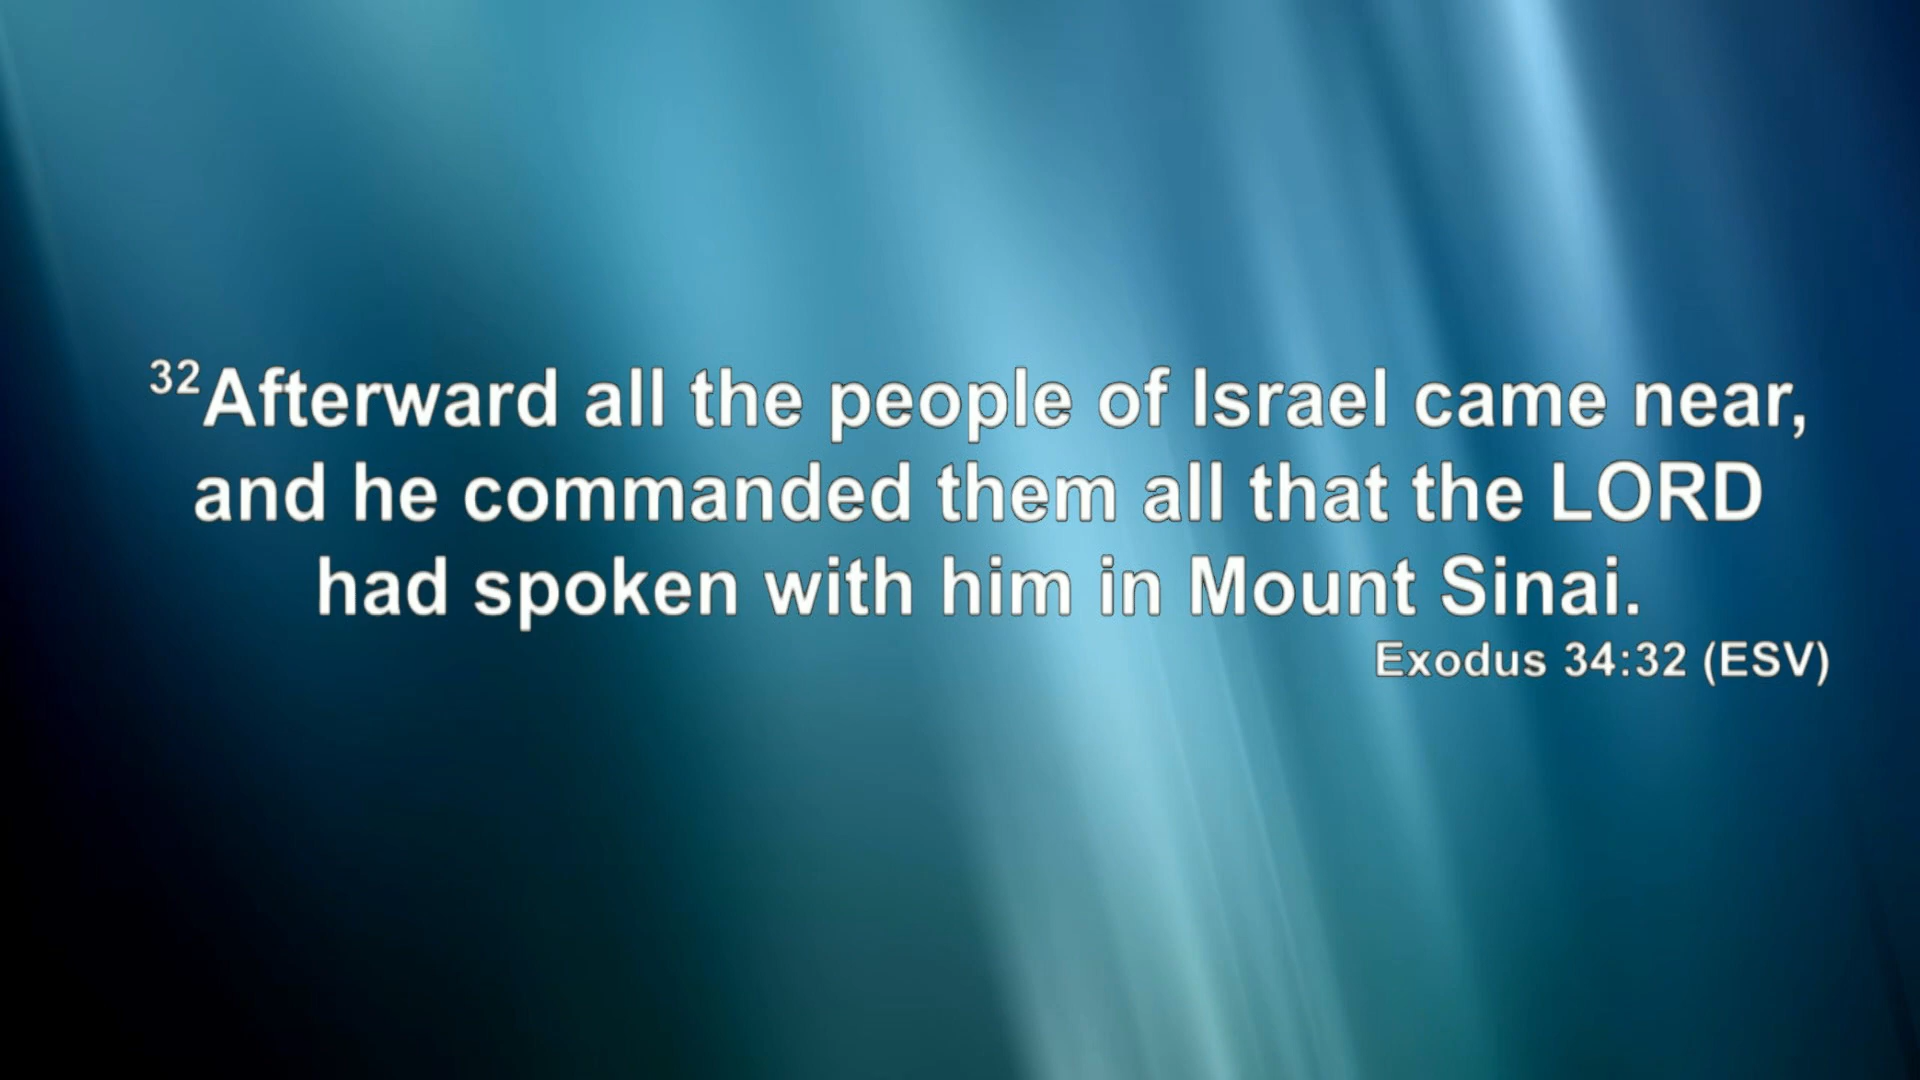 32Afterward all the people of Israel came near,
and he commanded them all that the LORD
had spoken with him in Mount Sinai.
Exodus 34:32 (ESV)